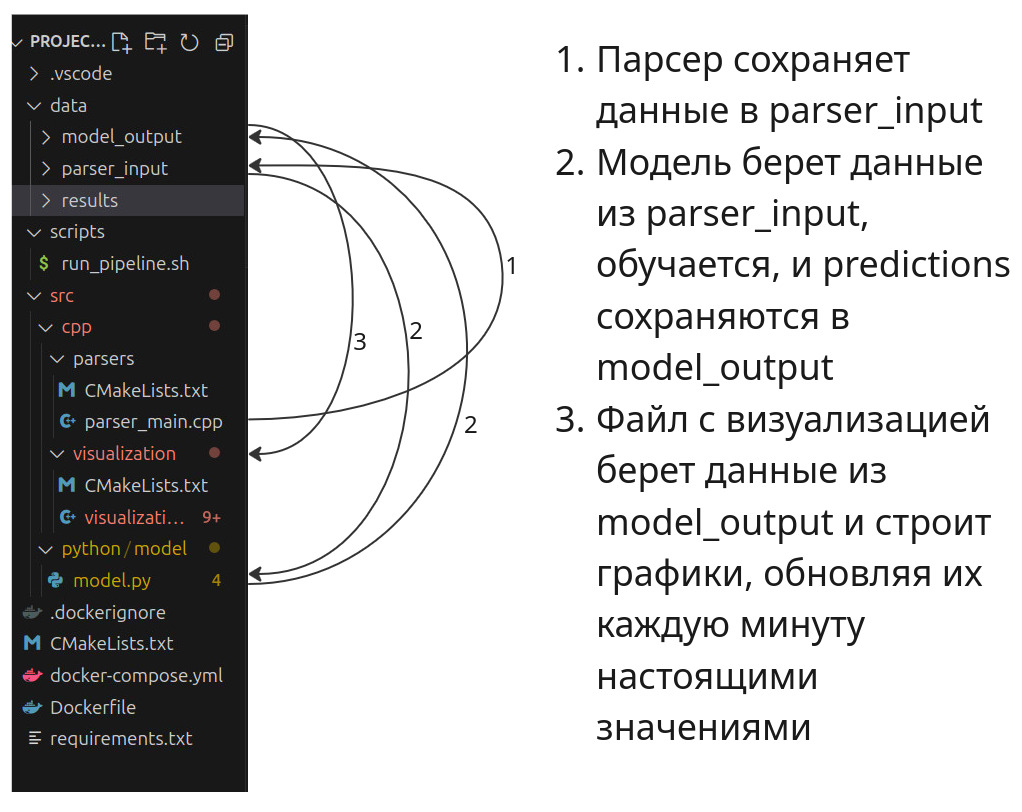 PROJEC...
.vscode
data
model_output
parser_input
results
scripts
$ run_pipeline.sh
src
cpp
parsers
CMakeLists.txt
parser_main.cpp
visualization
CMakeLists.txt
visualizati... 9+
python/model
model.py 4
.dockerignore
CMakeLists.txt
docker-compose.yml
Dockerfile
requirements.txt
1
2
3
2
1. Парсер сохраняет
данные в parser_input
2. Модель берет данные
из parser_input,
обучается, и predictions
сохраняются в
model_output
3. Файл с визуализацией
берет данные из
model_output и строит
графики, обновляя их
каждую минуту
настоящими
значениями